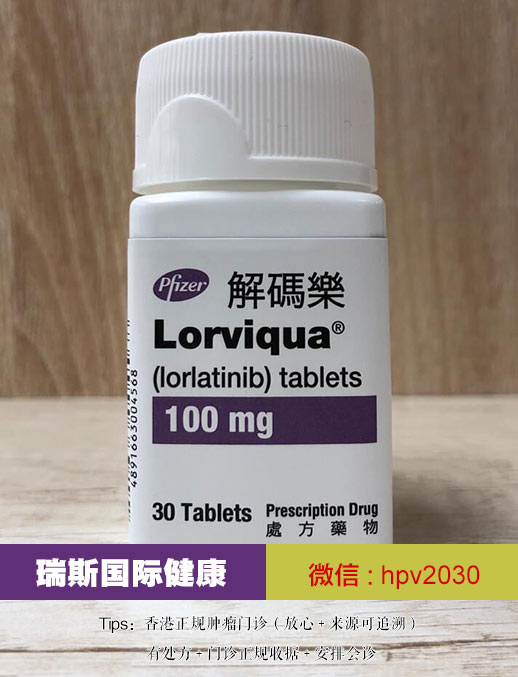 Pfizer
解碼樂
Lorviqua®
(lorlatinib) tablets
100 mg
30 Tablets
Prescription Drug
處方藥物
4891663004568
瑞斯国际健康
微信 : hpv2030
Tips: 香港正规肿瘤门诊 ( 放心 + 来源可追溯 )
有处方 + 门诊正规收据 + 安排会诊